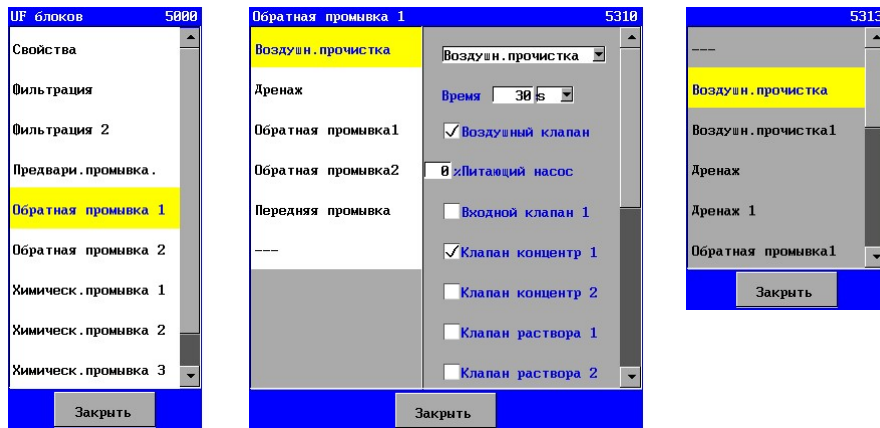 UF блоков 5000
Свойства
Фильтрация
Фильтрация 2
Предвари.промывка.
Обратная промывка 1
Обратная промывка 2
Химическ.промывка 1
Химическ.промывка 2
Химическ.промывка 3
Закрыть
Обратная промывка 1 5310
Воздушн.прочистка
Дренаж
Обратная промывка1
Обратная промывка2
Передняя промывка
---
Воздушн.прочистка
Время 30 s
Воздушный клапан
0 %Питающий насос
Входной клапан 1
Клапан концентр 1
Клапан концентр 2
Клапан раствора 1
Клапан раствора 2
Закрыть
5313
---
Воздушн.прочистка
Воздушн.прочистка1
Дренаж
Дренаж 1
Обратная промывка1
Закрыть